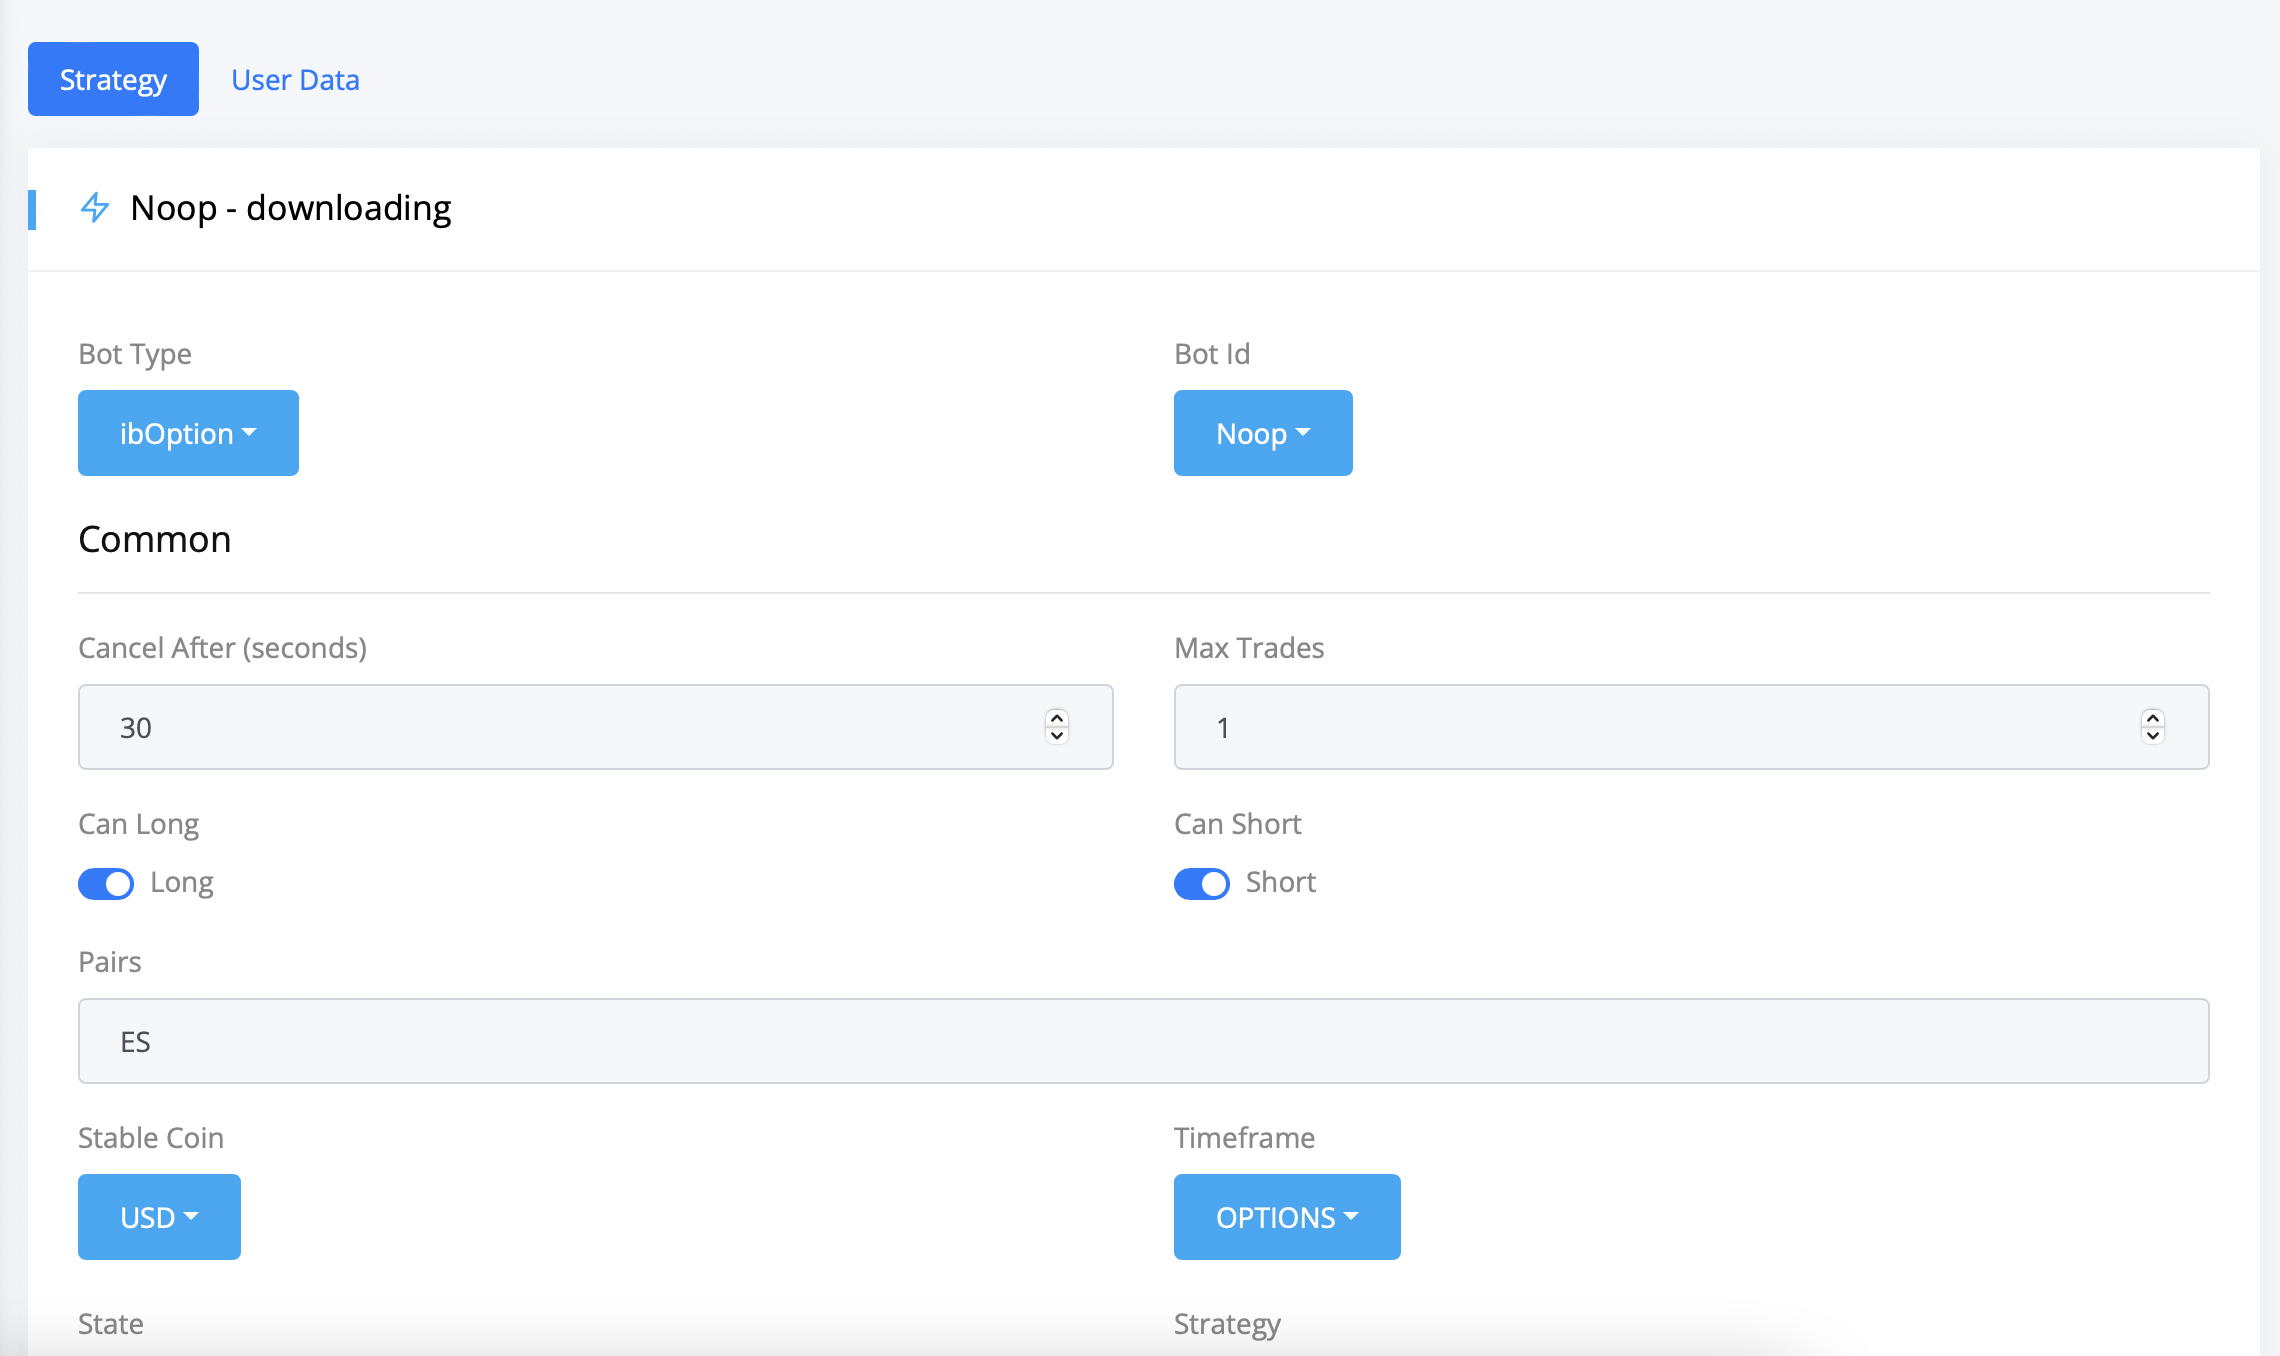 Strategy User Data
Noop - downloading
Bot Type Bot Id
ibOption Noop
Common
Cancel After (seconds) Max Trades
30 1
Can Long Can Short
Long Short
Pairs
ES
Stable Coin Timeframe
USD OPTIONS
State Strategy